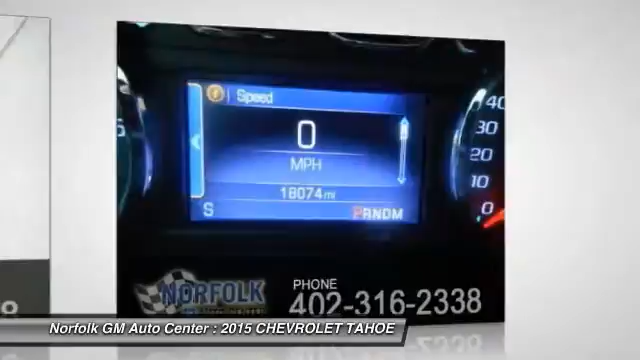 Speed
0
MPH
18074 mi
S
PRNDM
40
30
20
10
0
NORFOLK
PHONE
402-316-2338
8
Norfolk GM Auto Center : 2015 CHEVROLET TAHOE